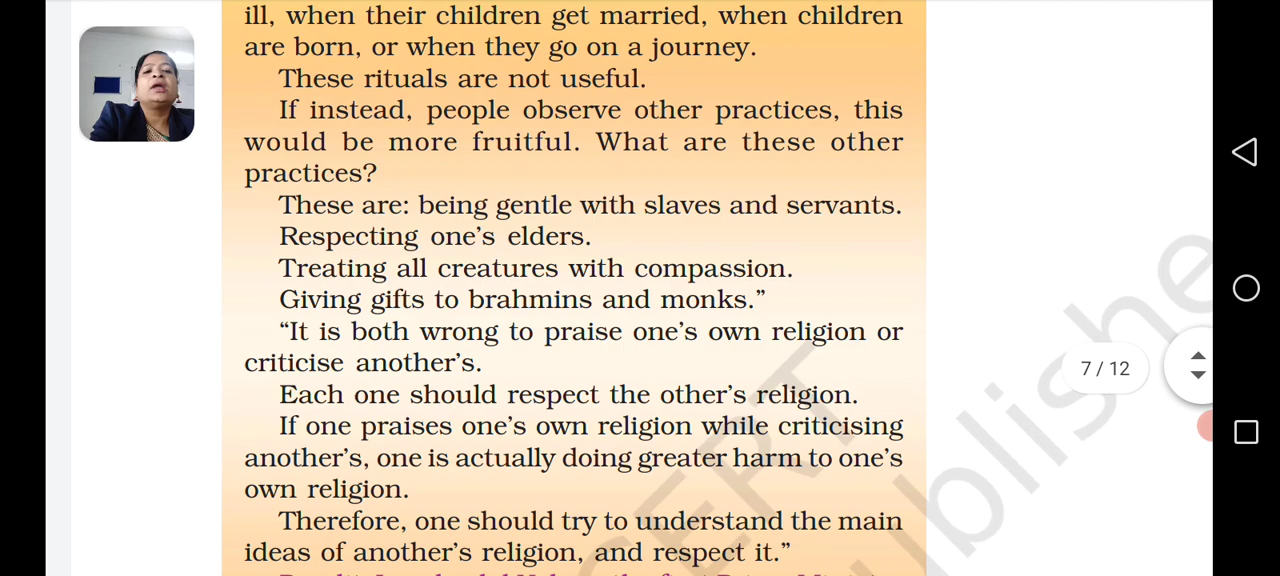 ill, when their children get married, when children
are born, or when they go on a journey.
These rituals are not useful.
If instead, people observe other practices, this
would be more fruitful. What are these other
practices?
These are: being gentle with slaves and servants.
Respecting one's elders.
Treating all creatures with compassion.
Giving gifts to brahmins and monks.”
“It is both wrong to praise one's own religion or
criticise another's.
Each one should respect the other's religion.
If one praises one's own religion while criticising
another's, one is actually doing greater harm to one's
own religion.
Therefore, one should try to understand the main
ideas of another's religion, and respect it.”
7 / 12